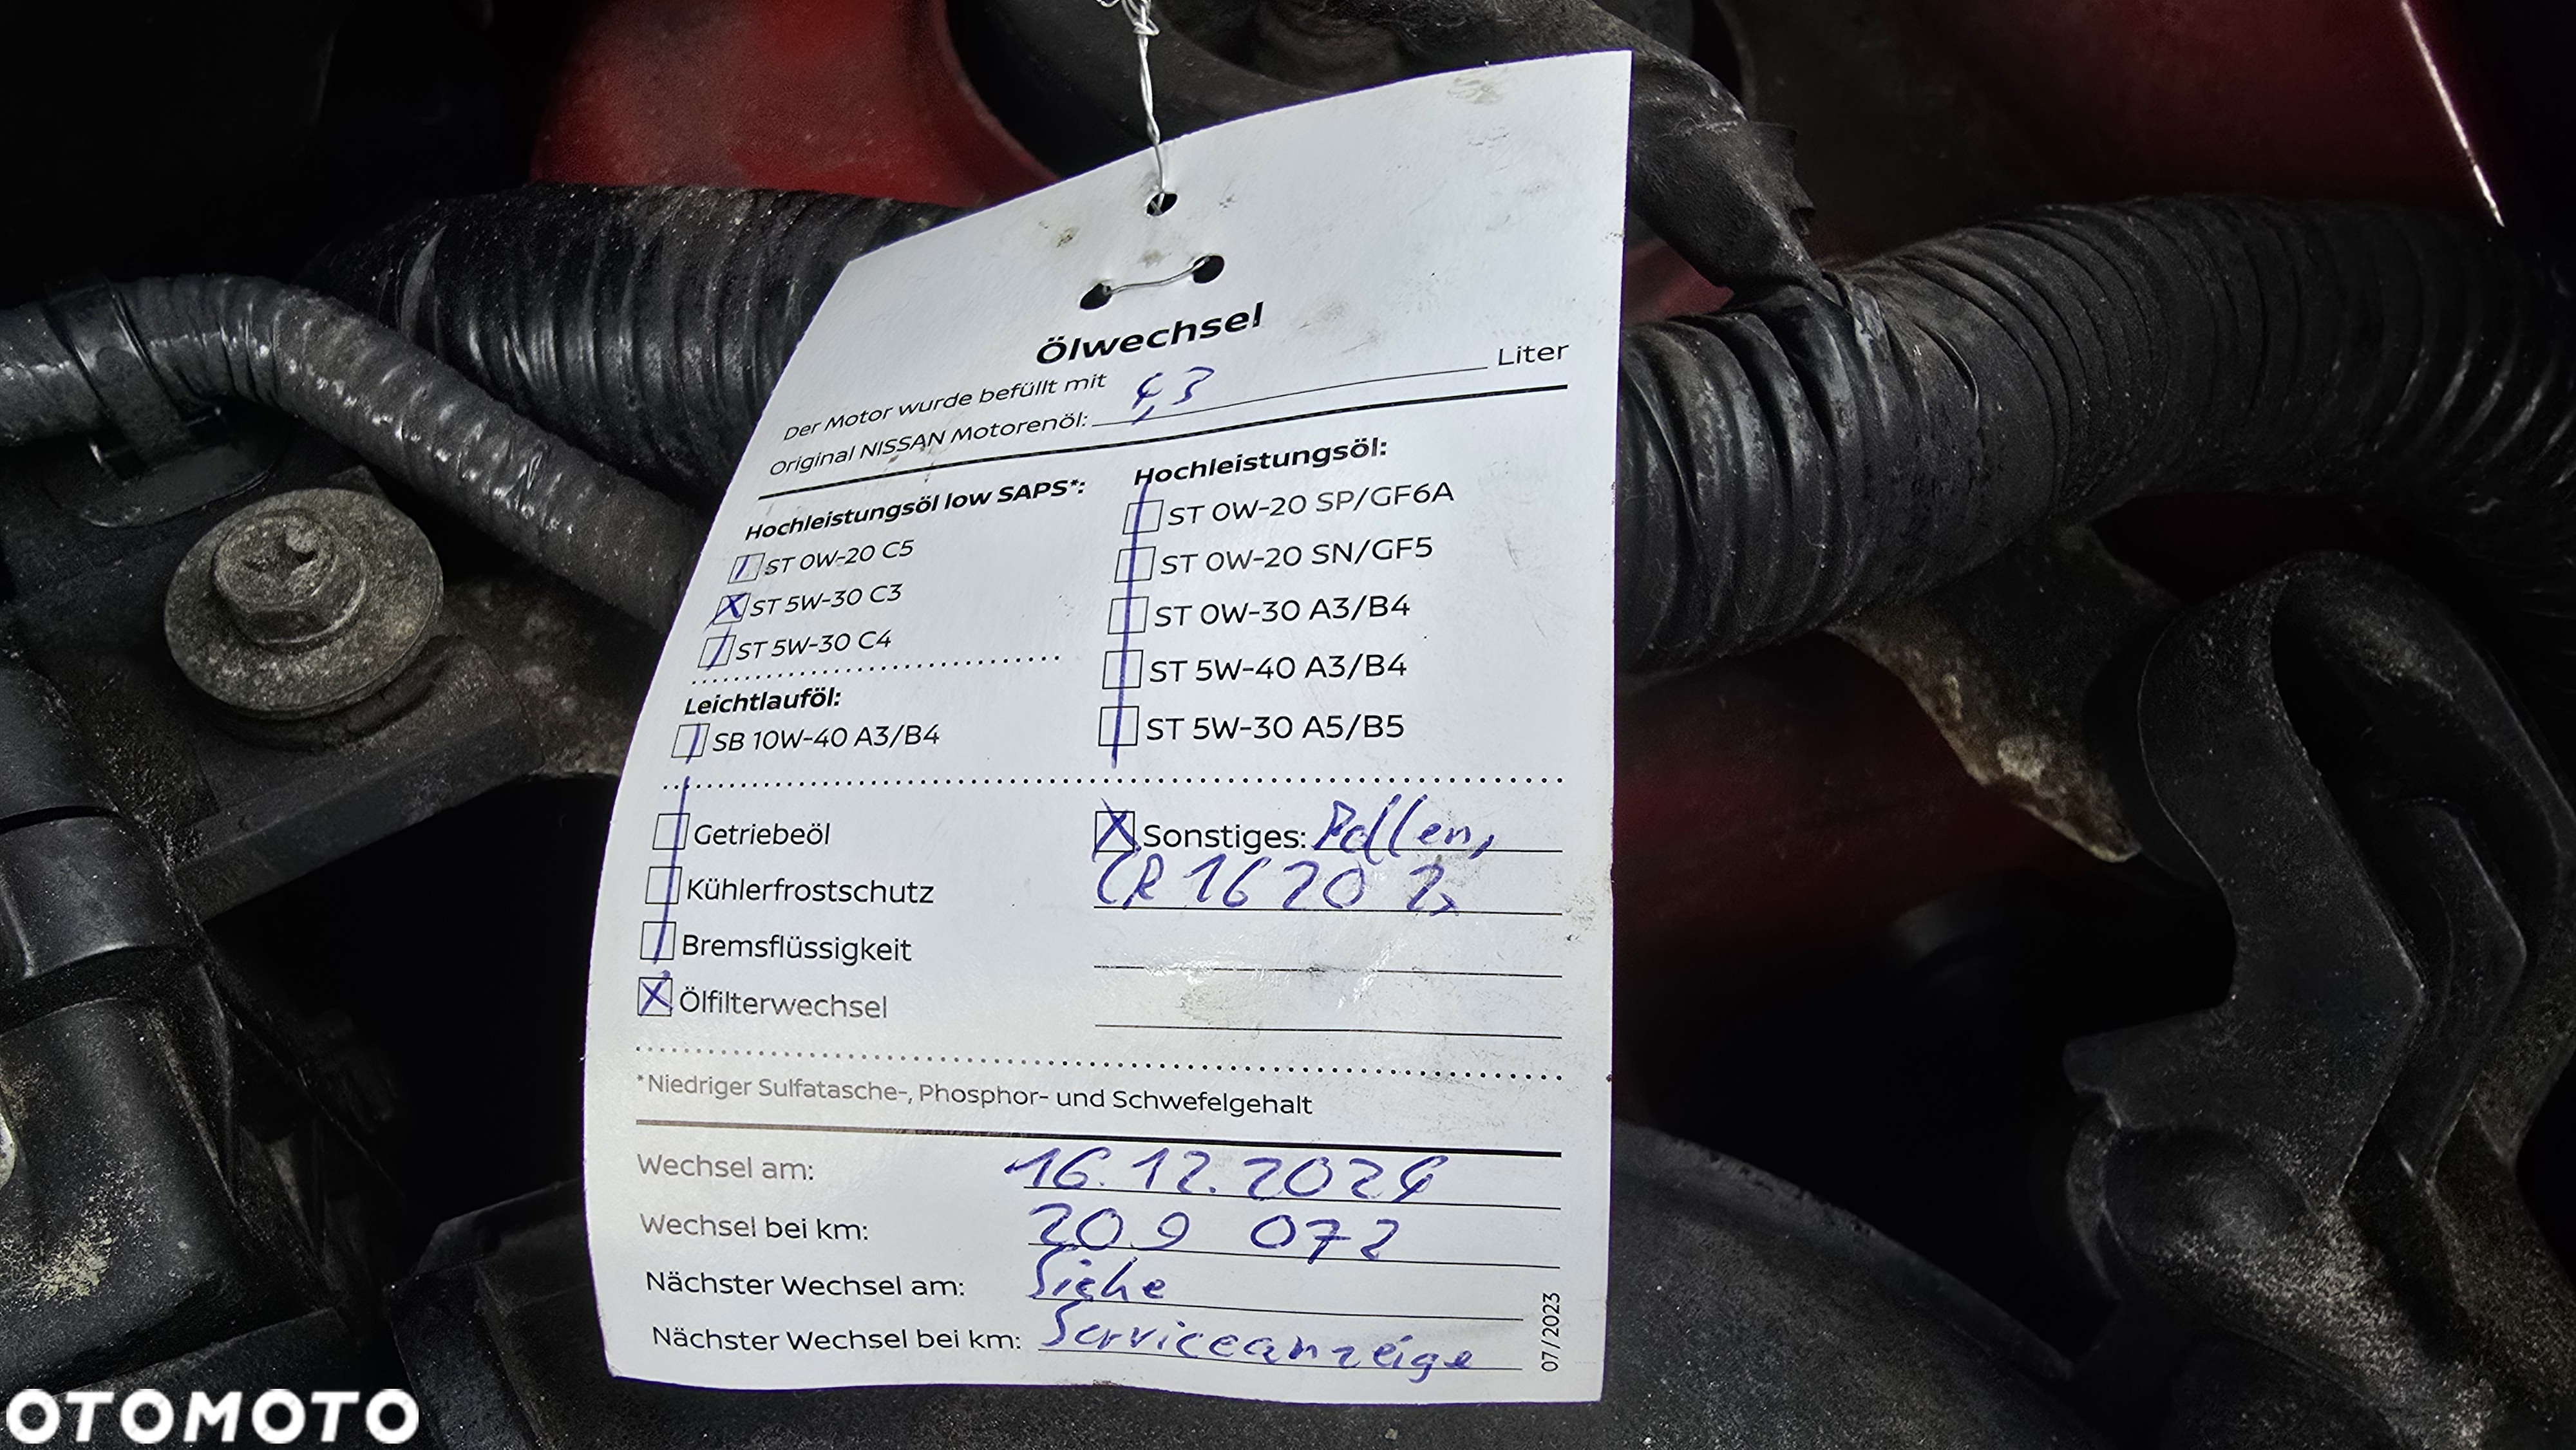 Ölwechsel
Der Motor wurde befüllt mit
Original NISSAN Motorenöl: 4,3 Liter
Hochleistungsöl low SAPS*:
ST 0W-20 C5
X ST 5W-30 C3
ST 5W-30 C4
Leichtlauföl:
SB 10W-40 A3/B4
Hochleistungsöl:
ST 0W-20 SP/GF6A
ST 0W-20 SN/GF5
ST 0W-30 A3/B4
ST 5W-40 A3/B4
ST 5W-30 A5/B5
Getriebeöl
Kühlerfrostschutz
Bremsflüssigkeit
X Ölfilterwechsel
X Sonstiges: Pollen,
CR 1620 2x
*Niedriger Sulfatasche-, Phosphor- und Schwefelgehalt
Wechsel am: 16.12.2024
Wechsel bei km: 209 072
Nächster Wechsel am: Siehe
Nächster Wechsel bei km: Serviceanzeige
07/2023
OTOMOTO